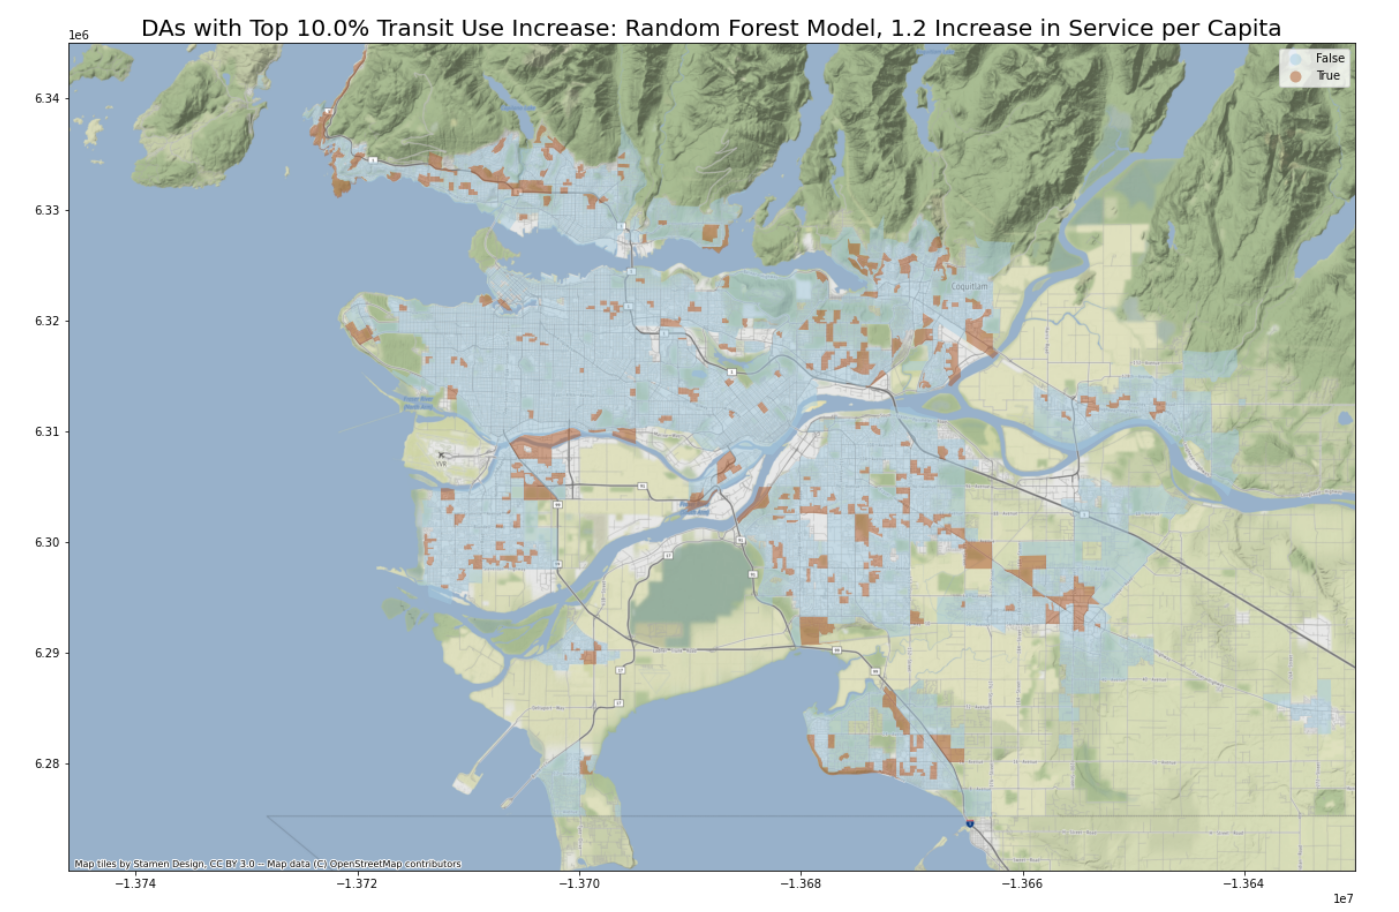 DAs with Top 10.0% Transit Use Increase: Random Forest Model, 1.2 Increase in Service per Capita
1e6
False
True
6.34
6.33
6.32
6.31
6.30
6.29
6.28
Coquitlam
YVR
Map tiles by Stamen Design, CC BY 3.0 -- Map data (C) OpenStreetMap contributors
−1.374
−1.372
−1.370
−1.368
−1.366
−1.364
1e7